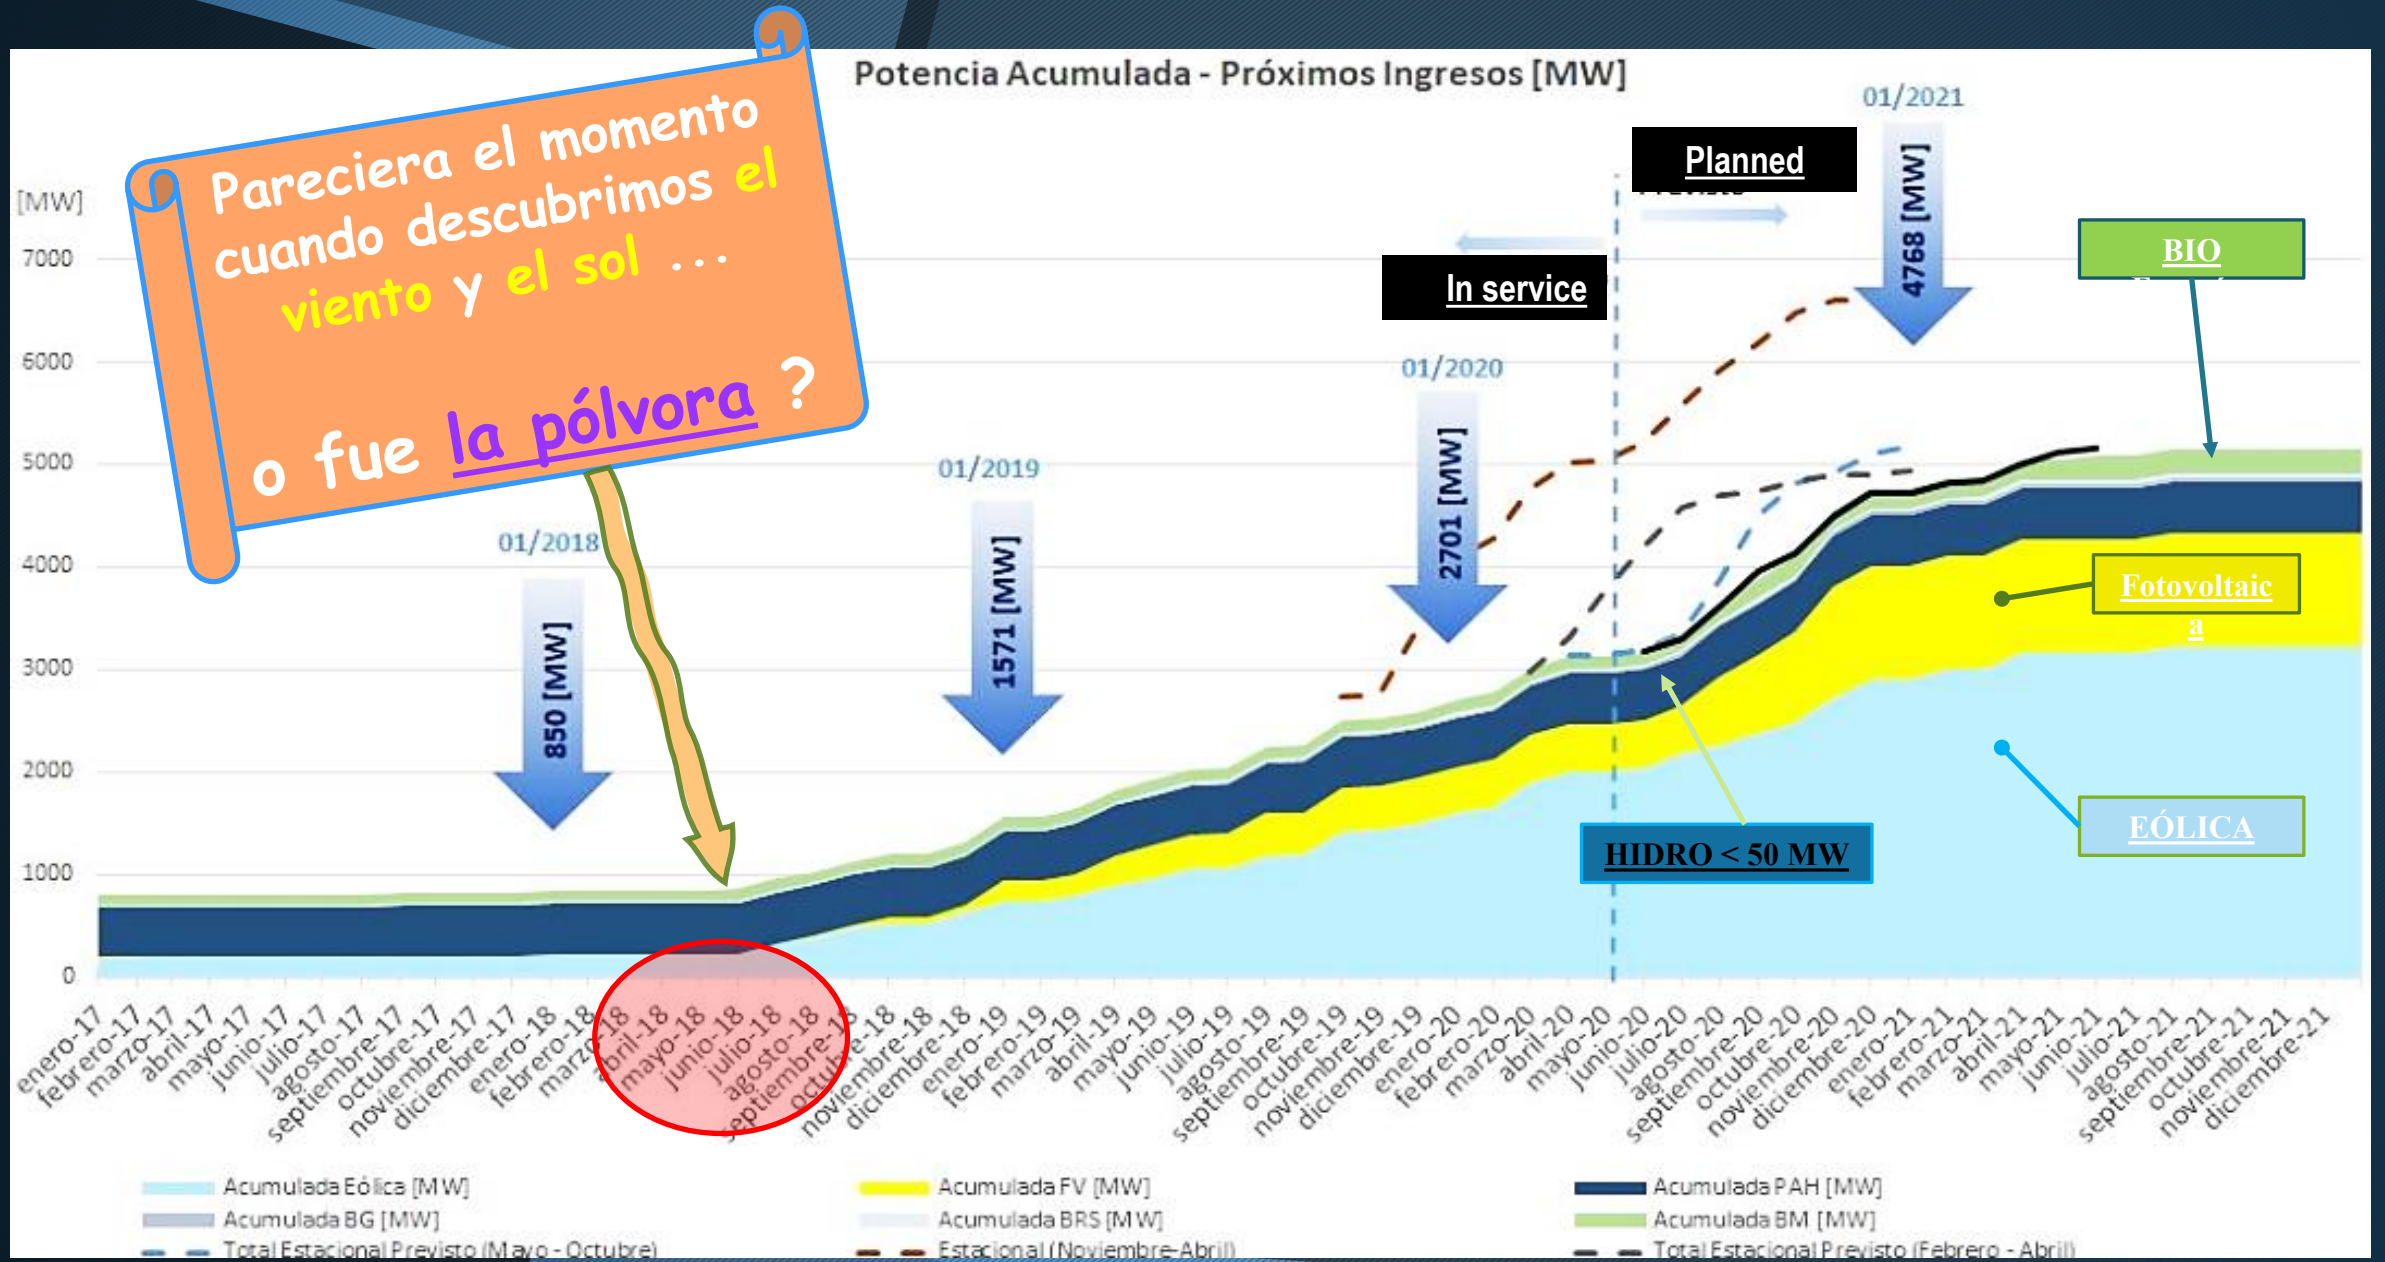 Potencia Acumulada - Próximos Ingresos [MW]
Pareciera el momento
cuando descubrimos el
viento y el sol ...
o fue la pólvora ?
01/2021
4768 [MW]
Planned
In service
BIO
[MW]
7000
6000
5000
4000
3000
2000
1000
0
01/2018
850 [MW]
01/2019
1571 [MW]
01/2020
2701 [MW]
Fotovoltaic
a
EÓLICA
HIDRO < 50 MW
enero-17
febrero-17
marzo-17
abril-17
mayo-17
junio-17
julio-17
agosto-17
septiembre-17
octubre-17
noviembre-17
diciembre-17
enero-18
febrero-18
marzo-18
abril-18
mayo-18
junio-18
julio-18
agosto-18
septiembre-18
octubre-18
noviembre-18
diciembre-18
enero-19
febrero-19
marzo-19
abril-19
mayo-19
junio-19
julio-19
agosto-19
septiembre-19
octubre-19
noviembre-19
diciembre-19
enero-20
febrero-20
marzo-20
abril-20
mayo-20
junio-20
julio-20
agosto-20
septiembre-20
octubre-20
noviembre-20
diciembre-20
enero-21
febrero-21
marzo-21
abril-21
mayo-21
junio-21
julio-21
agosto-21
septiembre-21
octubre-21
noviembre-21
diciembre-21
Acumulada Eólica [MW]
Acumulada FV [MW]
Acumulada PAH [MW]
Acumulada BG [MW]
Acumulada BRS [MW]
Acumulada BM [MW]
Total Estacional Previsto (Mayo - Octubre)
Estacional (Noviembre-Abril)
Total Estacional Previsto (Febrero - Abril)